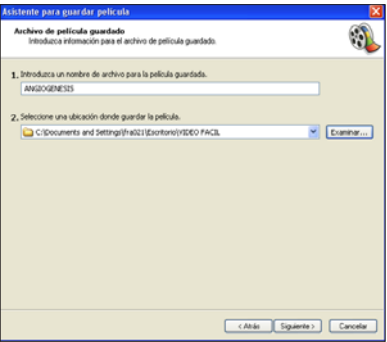 Asistente para guardar película
Archivo de película guardado
Introduzca información para el archivo de película guardado.
1. Introduzca un nombre de archivo para la película guardada.
ANGIOGENESIS
2. Seleccione una ubicación donde guardar la película.
C:\Documents and Settings\fra021\Escritorio\VIDEO FACIL
Examinar...
< Atrás
Siguiente >
Cancelar